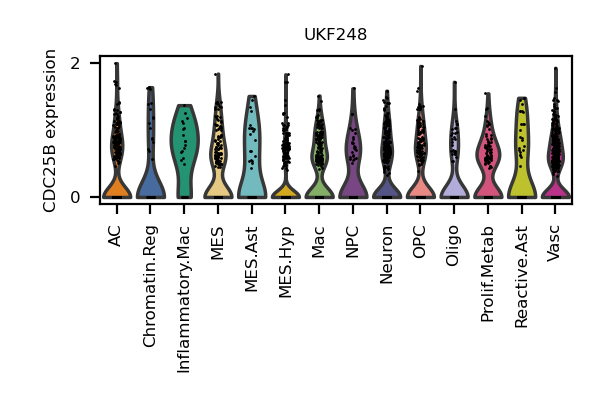 UKF248
CDC25B expression
2
0
AC
Chromatin.Reg
Inflammatory.Mac
MES
MES.Ast
MES.Hyp
Mac
NPC
Neuron
OPC
Oligo
Prolif.Metab
Reactive.Ast
Vasc